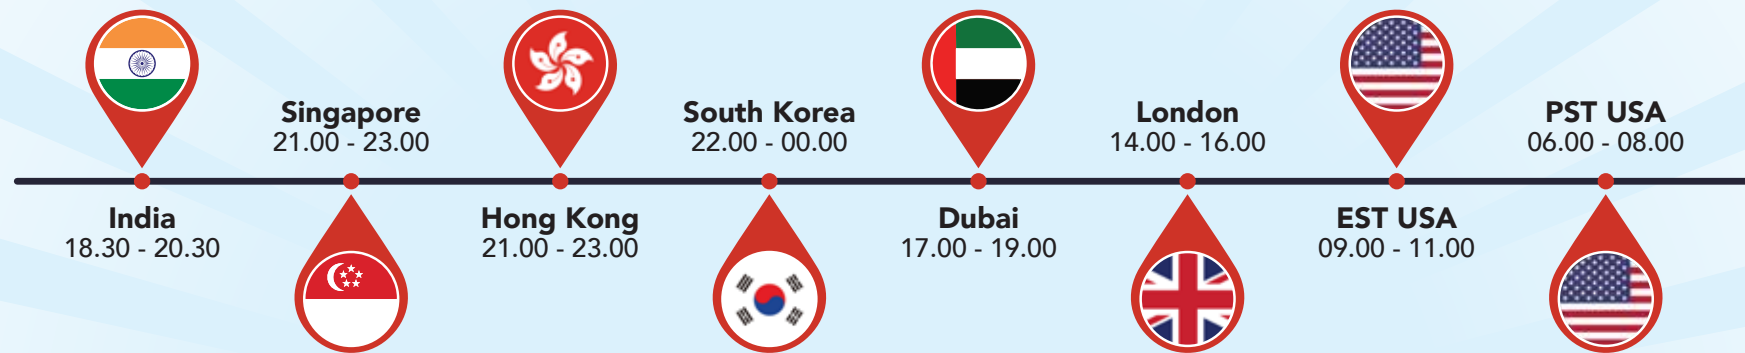 India
18.30 - 20.30
Singapore
21.00 - 23.00
Hong Kong
21.00 - 23.00
South Korea
22.00 - 00.00
Dubai
17.00 - 19.00
London
14.00 - 16.00
EST USA
09.00 - 11.00
PST USA
06.00 - 08.00